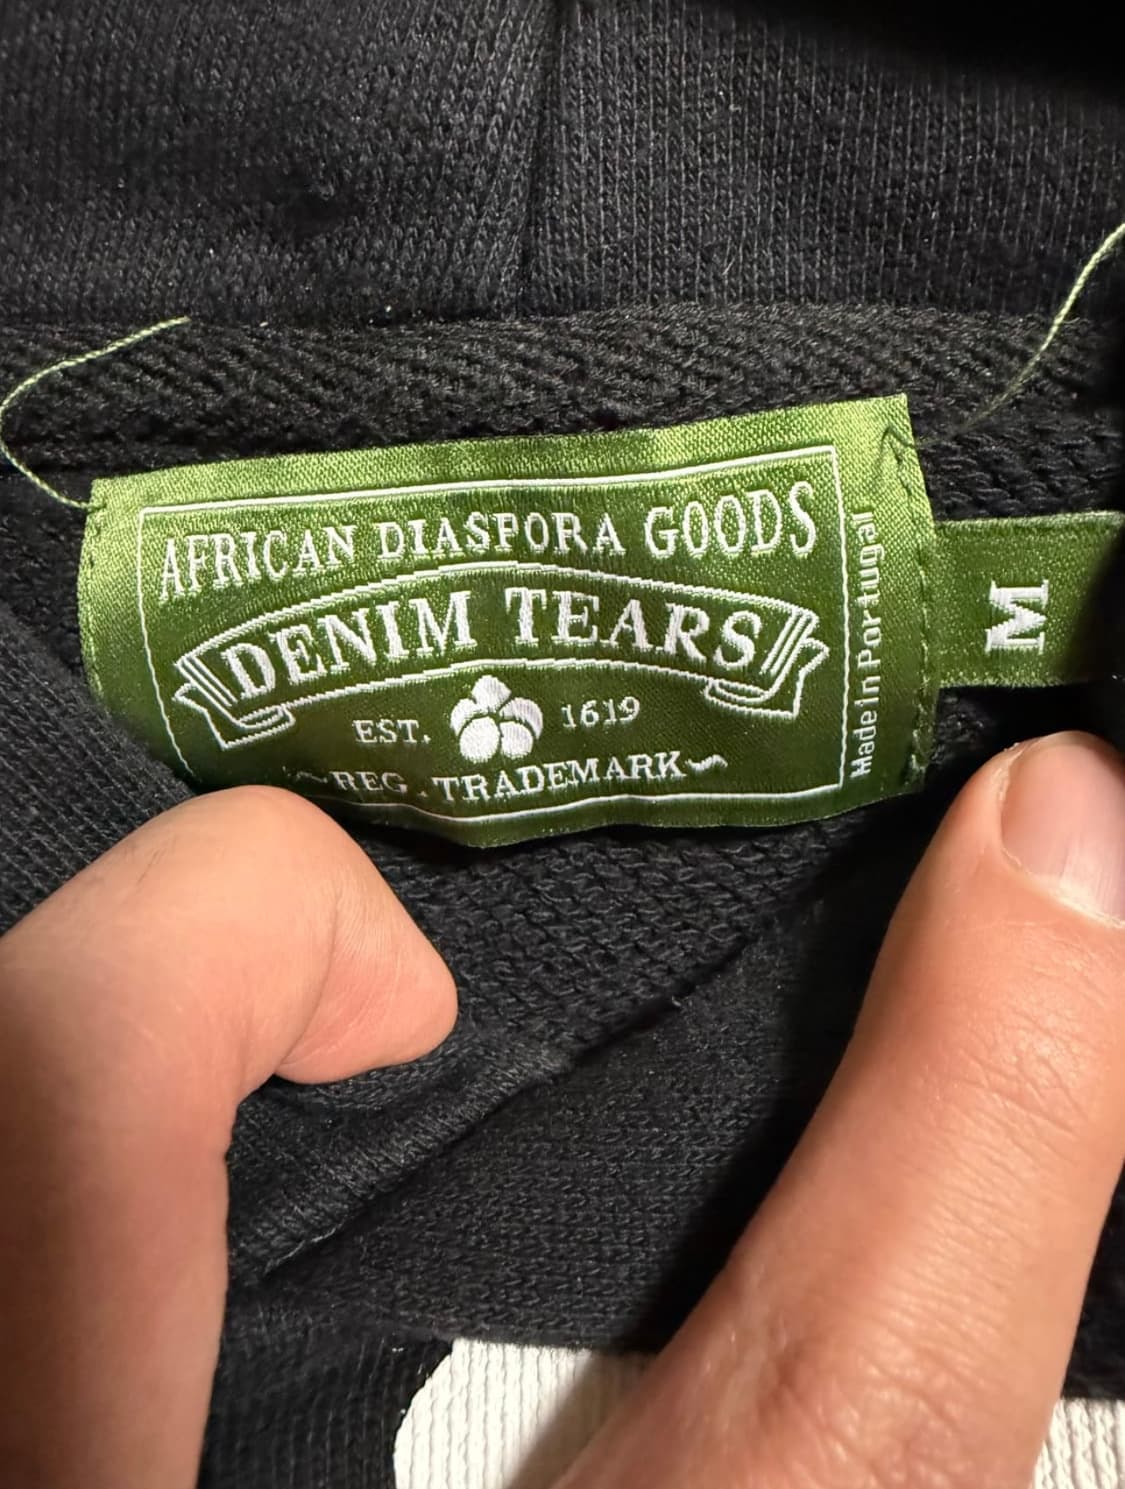 AFRICAN DIASPORA GOODS
DENIM TEARS
EST. 1619
REG. TRADEMARK
Made in Portugal
M